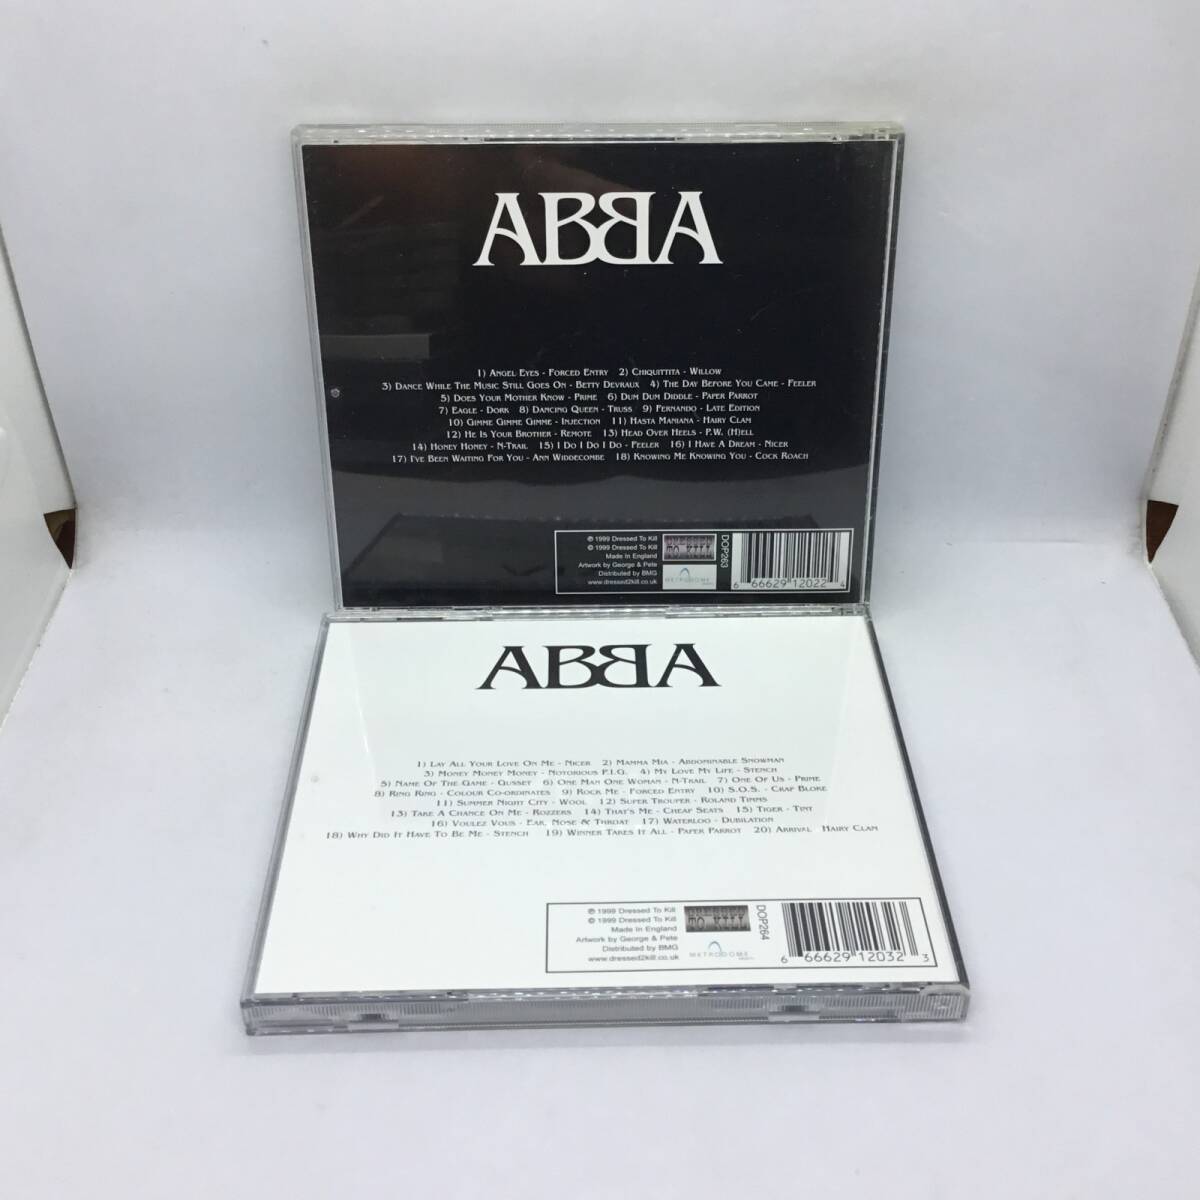 ABBA
1) ANGEL EYES - FORCED ENTRY 2) CHIQUITTITA - WILLOW
3) DANCE WHILE THE MUSIC STILL GOES ON - BETTY DEVRAUX 4) THE DAY BEFORE YOU CAME - FEELER
5) DOES YOUR MOTHER KNOW - PRIME 6) DUM DUM DIDDLE - PAPER PARROT
7) EAGLE - DORK 8) DANCING QUEEN - TRUSS 9) FERNANDO - LATE EDITION
10) GIMME GIMME GIMME - INJECTION 11) HASTA MANIANA - HAIRY CLAM
12) HE IS YOUR BROTHER - REMOTE 13) HEAD OVER HEELS - P.W. (H)ELL
14) HONEY HONEY - N-TRAIL 15) I DO I DO I DO - FEELER 16) I HAVE A DREAM - NICER
17) I'VE BEEN WAITING FOR YOU - ANN WIDDECOMBE 18) KNOWING ME KNOWING YOU - COCK ROACH
℗ 1999 Dressed To Kill
© 1999 Dressed To Kill
Made In England
Artwork by George & Pete
Distributed by BMG
www.dressed2kill.co.uk
DRESSED
TO KILL
METRODOME
DOP263
6 66629 12022 4
ABBA
1) LAY ALL YOUR LOVE ON ME - NICER 2) MAMMA MIA - ABDOMINABLE SNOWMAN
3) MONEY MONEY MONEY - NOTORIOUS P.I.G. 4) MY LOVE MY LIFE - STENCH
5) NAME OF THE GAME - GUSSET 6) ONE MAN ONE WOMAN - N-TRAIL 7) ONE OF US - PRIME
8) RING RING - COLOUR CO-ORDINATES 9) ROCK ME - FORCED ENTRY 10) S.O.S. - CRAP BLOKE
11) SUMMER NIGHT CITY - WOOL 12) SUPER TROUPER - ROLAND TIMMS
13) TAKE A CHANCE ON ME - ROZZERS 14) THAT'S ME - CHEAP SEATS 15) TIGER - TINT
16) VOULEZ VOUS - EAR, NOSE & THROAT 17) WATERLOO - DUBILATION
18) WHY DID IT HAVE TO BE ME - STENCH 19) WINNER TAKES IT ALL - PAPER PARROT 20) ARRIVAL HAIRY CLAM
℗ 1999 Dressed To Kill
© 1999 Dressed To Kill
Made In England
Artwork by George & Pete
Distributed by BMG
www.dressed2kill.co.uk
DRESSED
TO KILL
METRODOME
DOP264
6 66629 12032 3